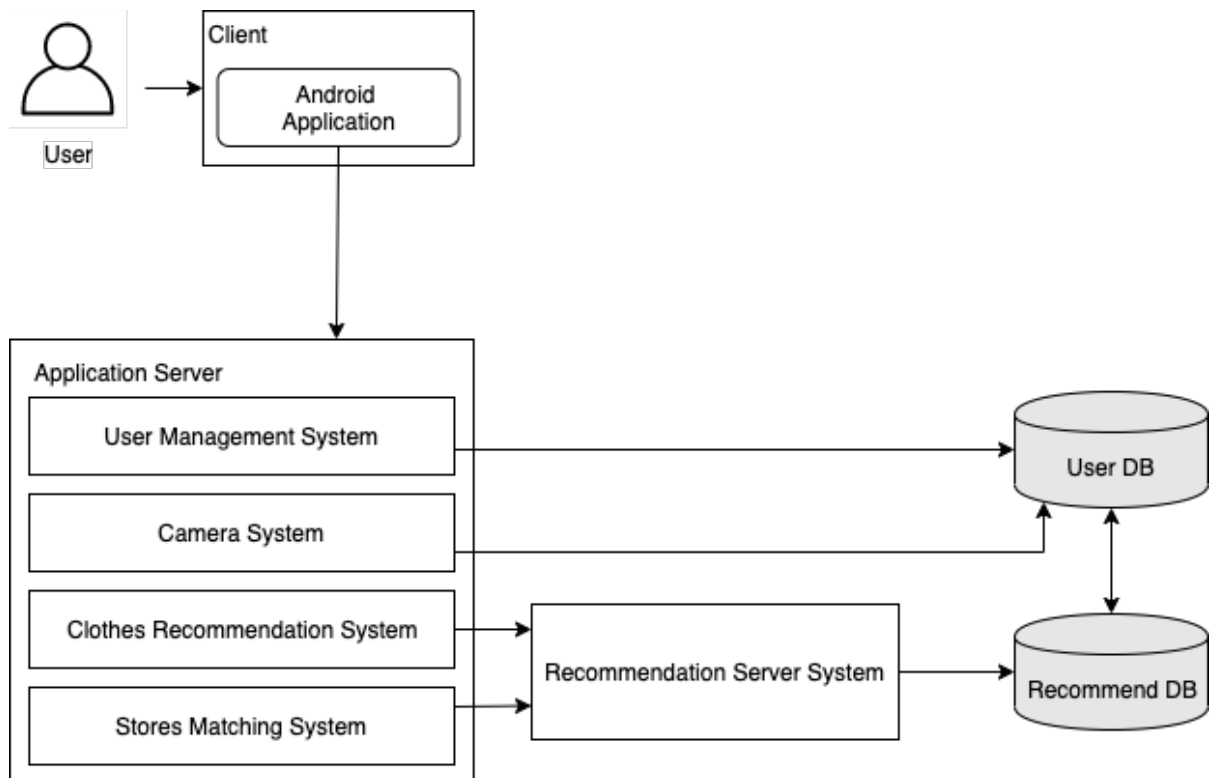 Client
Android
Application
User
Application Server
User Management System
User DB
Camera System
Clothes Recommendation System
Recommendation Server System
Recommend DB
Stores Matching System